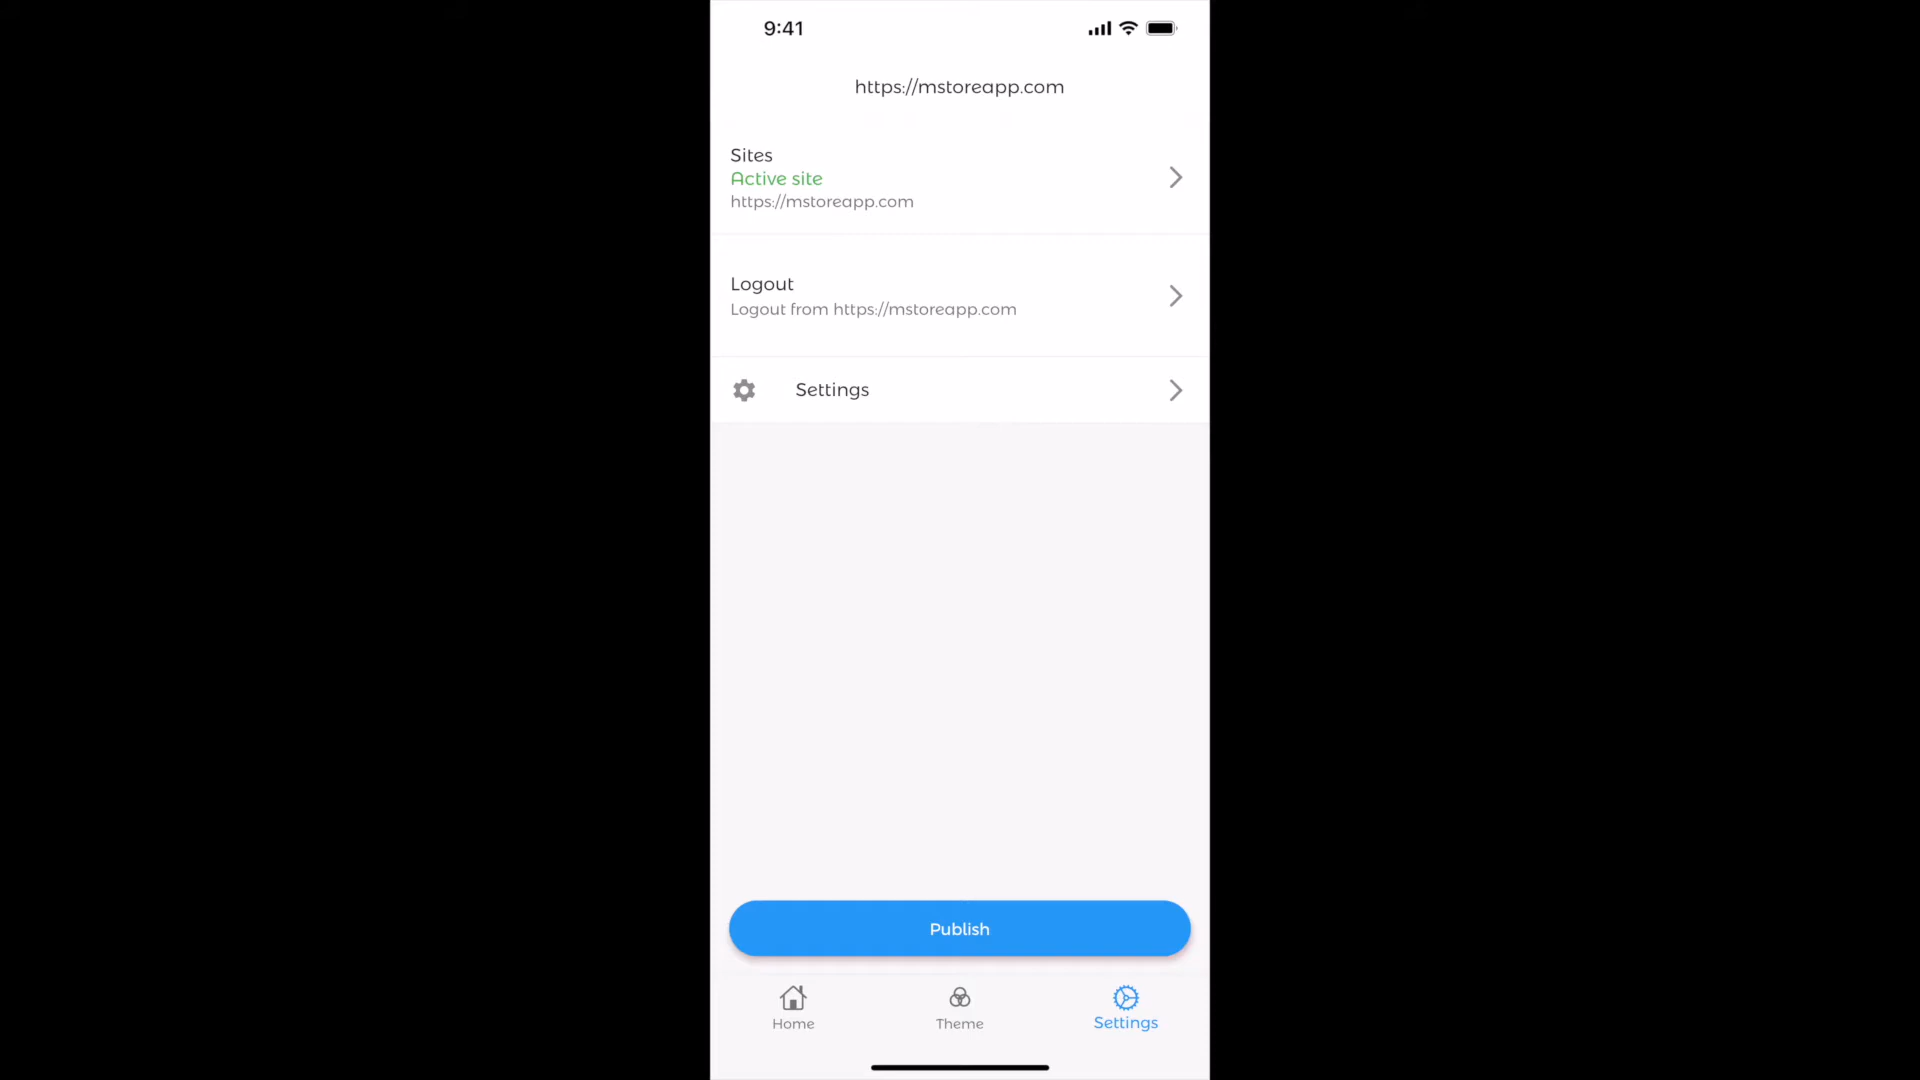 9:41
https://mstoreapp.com
Sites
Active site
https://mstoreapp.com
Logout
Logout from https://mstoreapp.com
Settings
Publish
Home
Theme
Settings